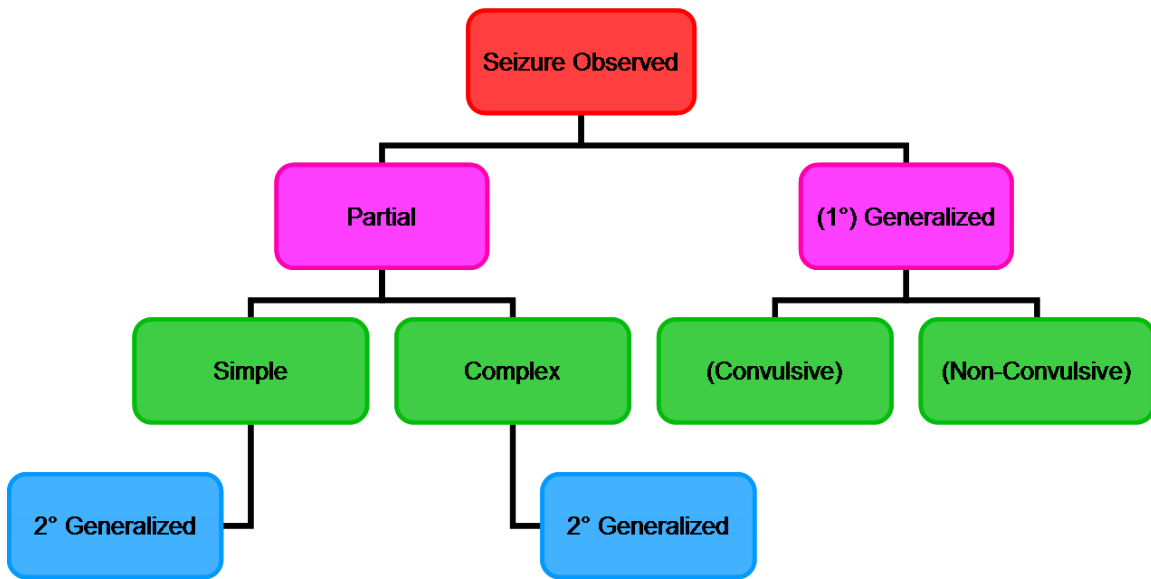 Seizure Observed
Partial
(1°) Generalized
Simple
Complex
(Convulsive)
(Non-Convulsive)
2° Generalized
2° Generalized